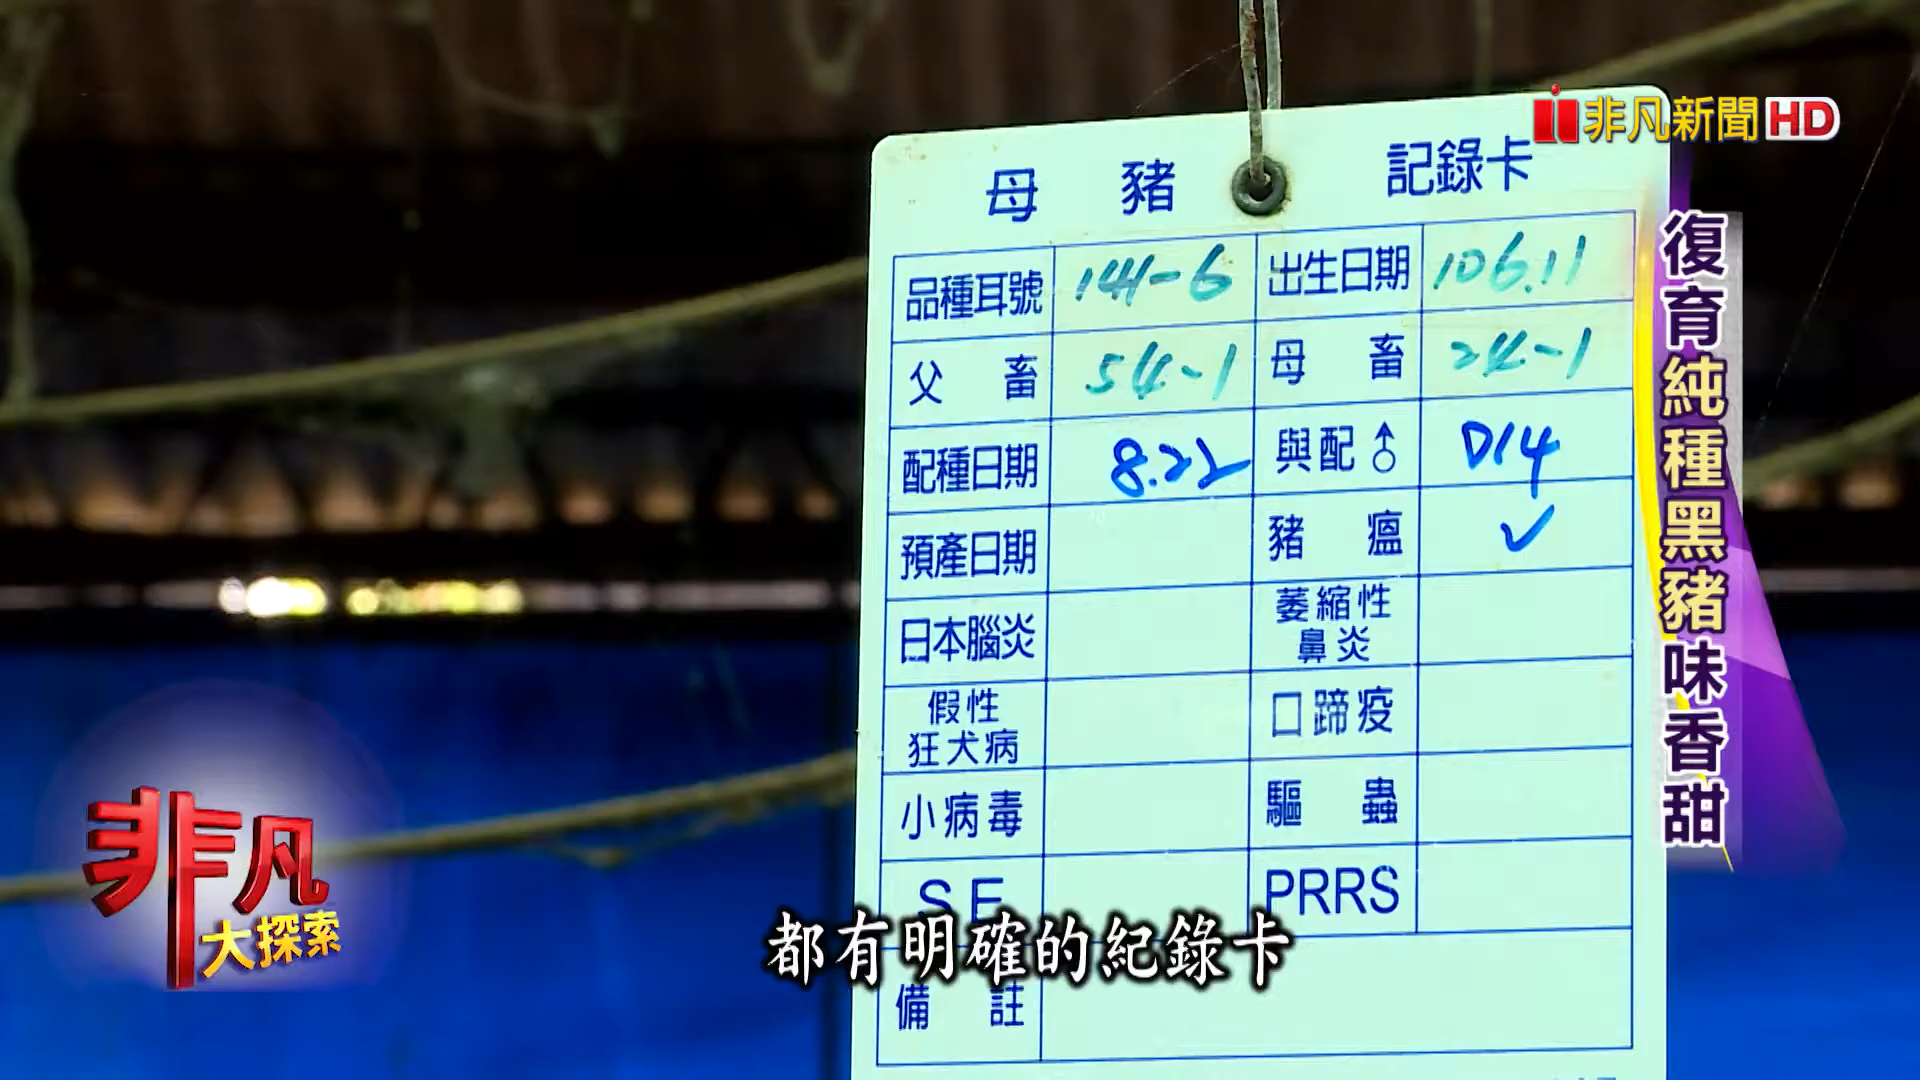 非凡新聞HD
母豬記錄卡
品種耳號 141-6 出生日期 106.11
父畜 54-1 母畜 24-1
配種日期 8.22 與配♂ D14
預產日期 豬瘟 ✓
日本腦炎 萎縮性鼻炎
假性狂犬病 口蹄疫
小病毒 驅蟲
S E PRRS
備註
復育純種黑豬味香甜
非凡大探索
都有明確的紀錄卡